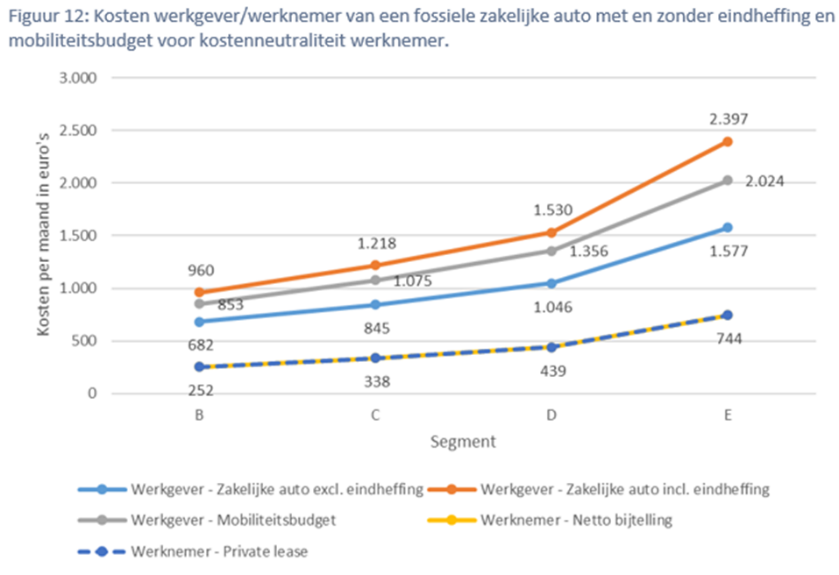 Figuur 12: Kosten werkgever/werknemer van een fossiele zakelijke auto met en zonder eindheffing en
mobiliteitsbudget voor kostenneutraliteit werknemer.
Kosten per maand in euro's
3.000
2.500
2.000
1.500
1.000
500
0
960
1.218
1.530
2.397
853
1.075
1.356
2.024
682
845
1.046
1.577
252
338
439
744
B C D E
Segment
Werkgever - Zakelijke auto excl. eindheffing Werkgever - Zakelijke auto incl. eindheffing
Werkgever - Mobiliteitsbudget Werknemer - Netto bijtelling
Werknemer - Private lease